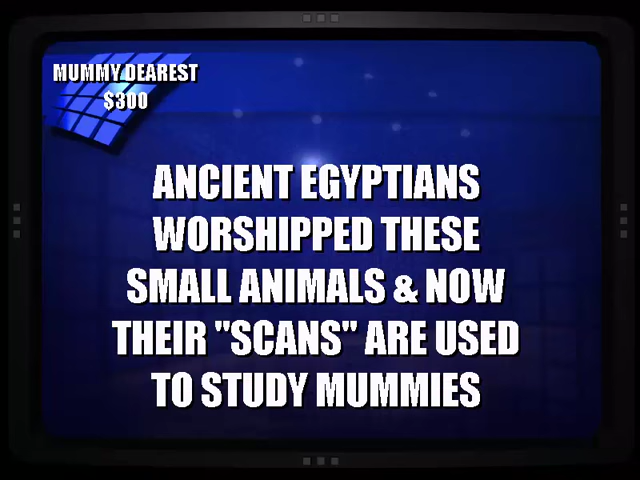 MUMMY DEAREST
$300
ANCIENT EGYPTIANS
WORSHIPPED THESE
SMALL ANIMALS & NOW
THEIR "SCANS" ARE USED
TO STUDY MUMMIES